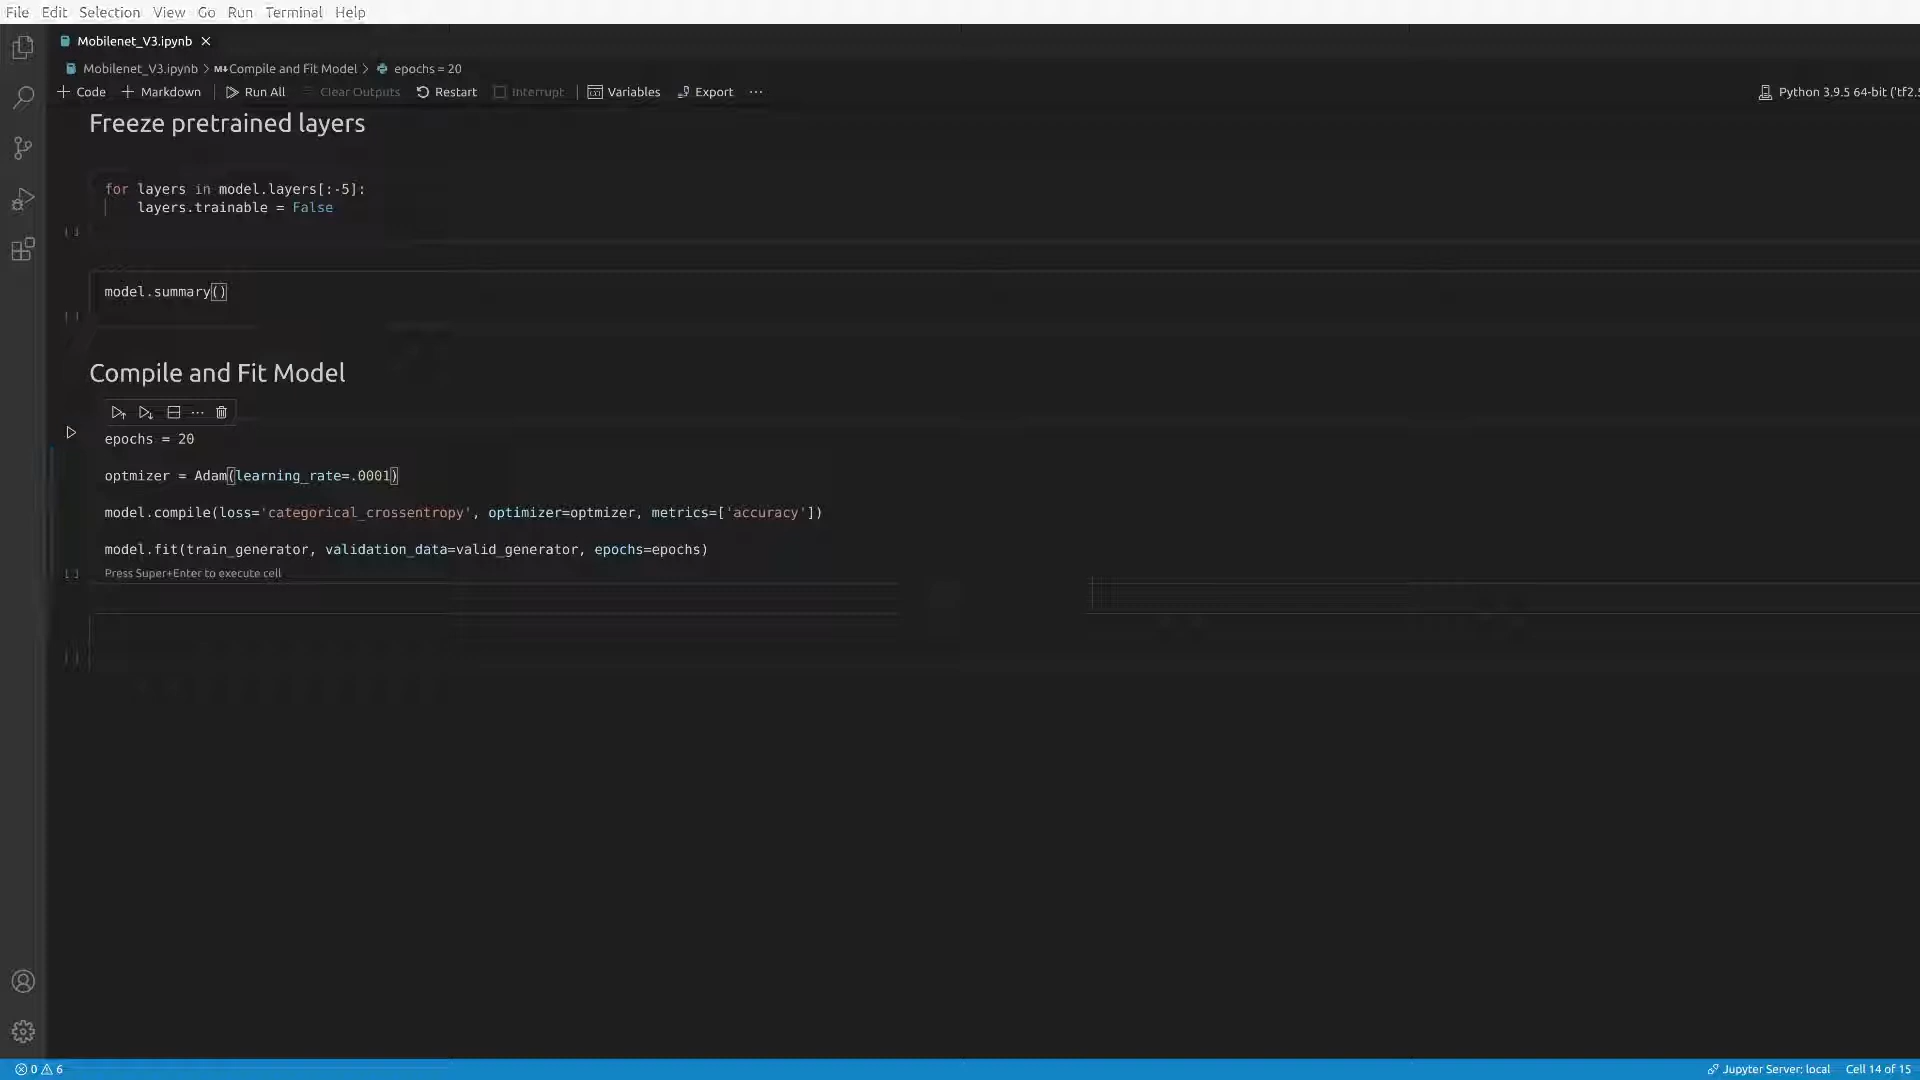 File Edit Selection View Go Run Terminal Help
Mobilenet_V3.ipynb
Mobilenet_V3.ipynb > M↓Compile and Fit Model > epochs = 20
+ Code + Markdown Run All Clear Outputs Restart Interrupt Variables Export ··· Python 3.9.5 64-bit ('tf2.5
Freeze pretrained layers
for layers in model.layers[:-5]:
layers.trainable = False
[ ]
model.summary()
[ ]
Compile and Fit Model
epochs = 20
optmizer = Adam(learning_rate=.0001)
model.compile(loss='categorical_crossentropy', optimizer=optmizer, metrics=['accuracy'])
model.fit(train_generator, validation_data=valid_generator, epochs=epochs)
[ ] Press Super+Enter to execute cell
[ ]
0 6 Jupyter Server: local Cell 14 of 15